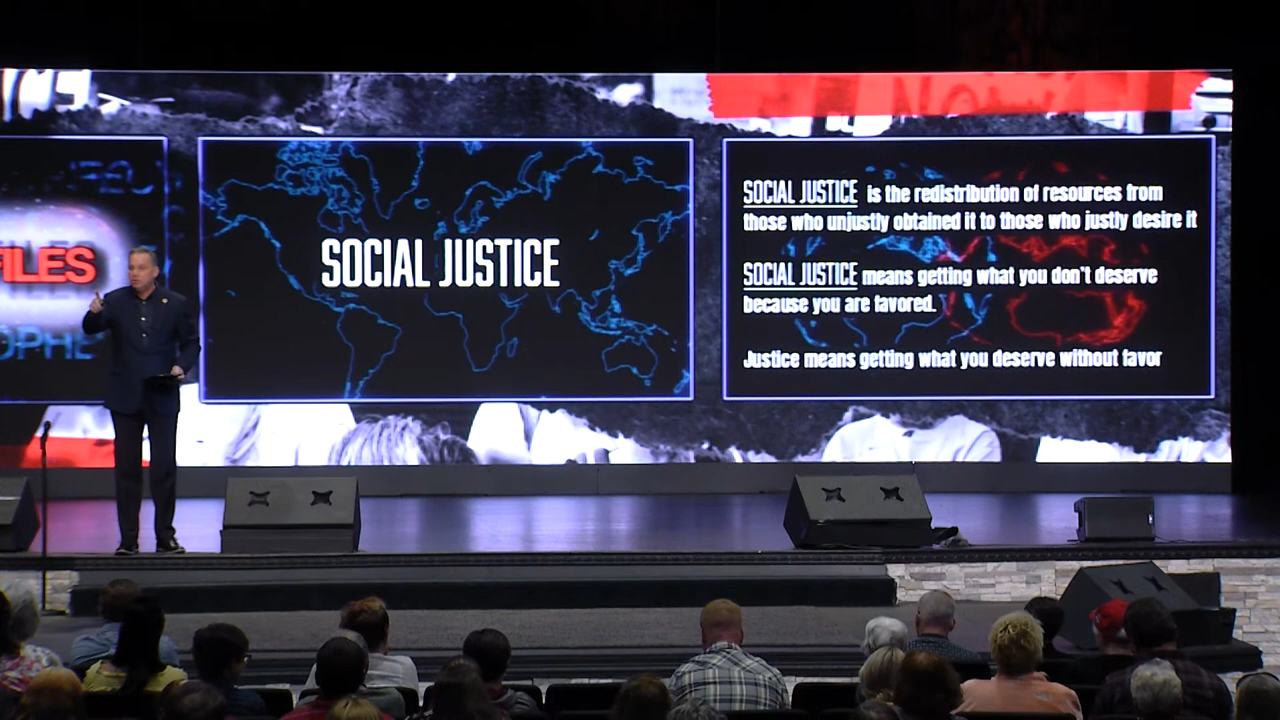 NOW
FILES
SOCIAL JUSTICE
SOCIAL JUSTICE is the redistribution of resources from
those who unjustly obtained it to those who justly desire it
SOCIAL JUSTICE means getting what you don't deserve
because you are favored.
Justice means getting what you deserve without favor